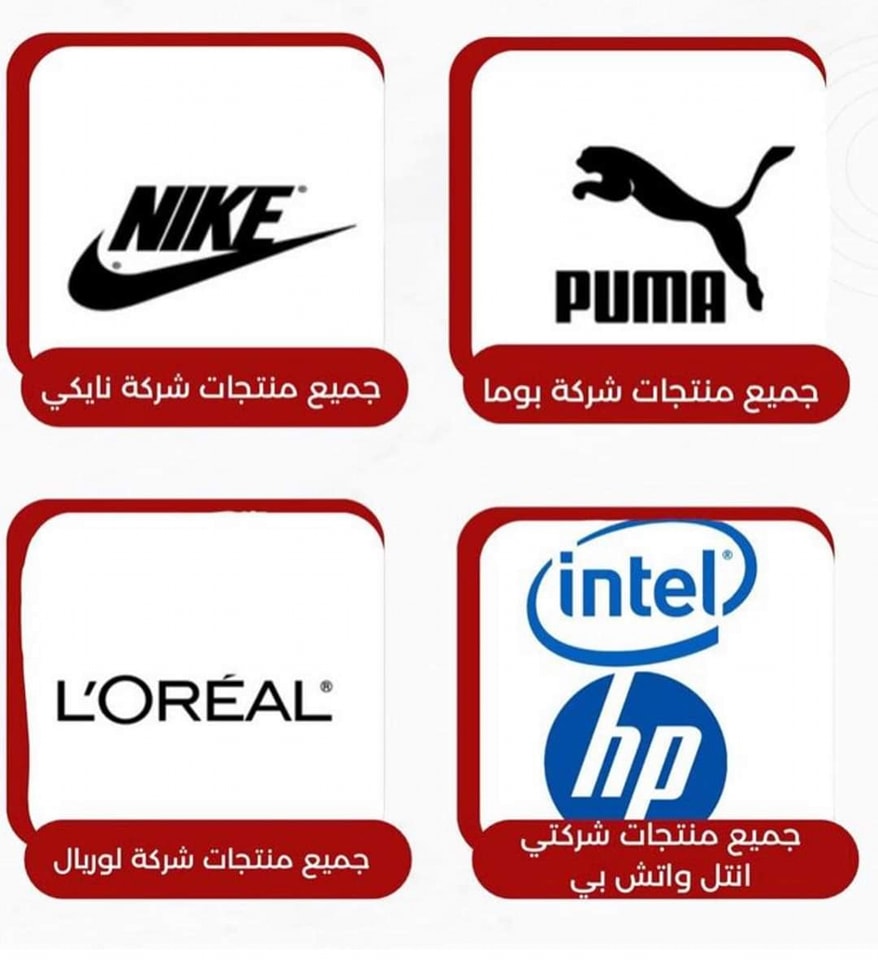 NIKE
جميع منتجات شركة نايكي
PUMA
جميع منتجات شركة بوما
L'ORÉAL®
جميع منتجات شركة لوريال
intel®
hp
جميع منتجات شركتي
انتل واتش بي